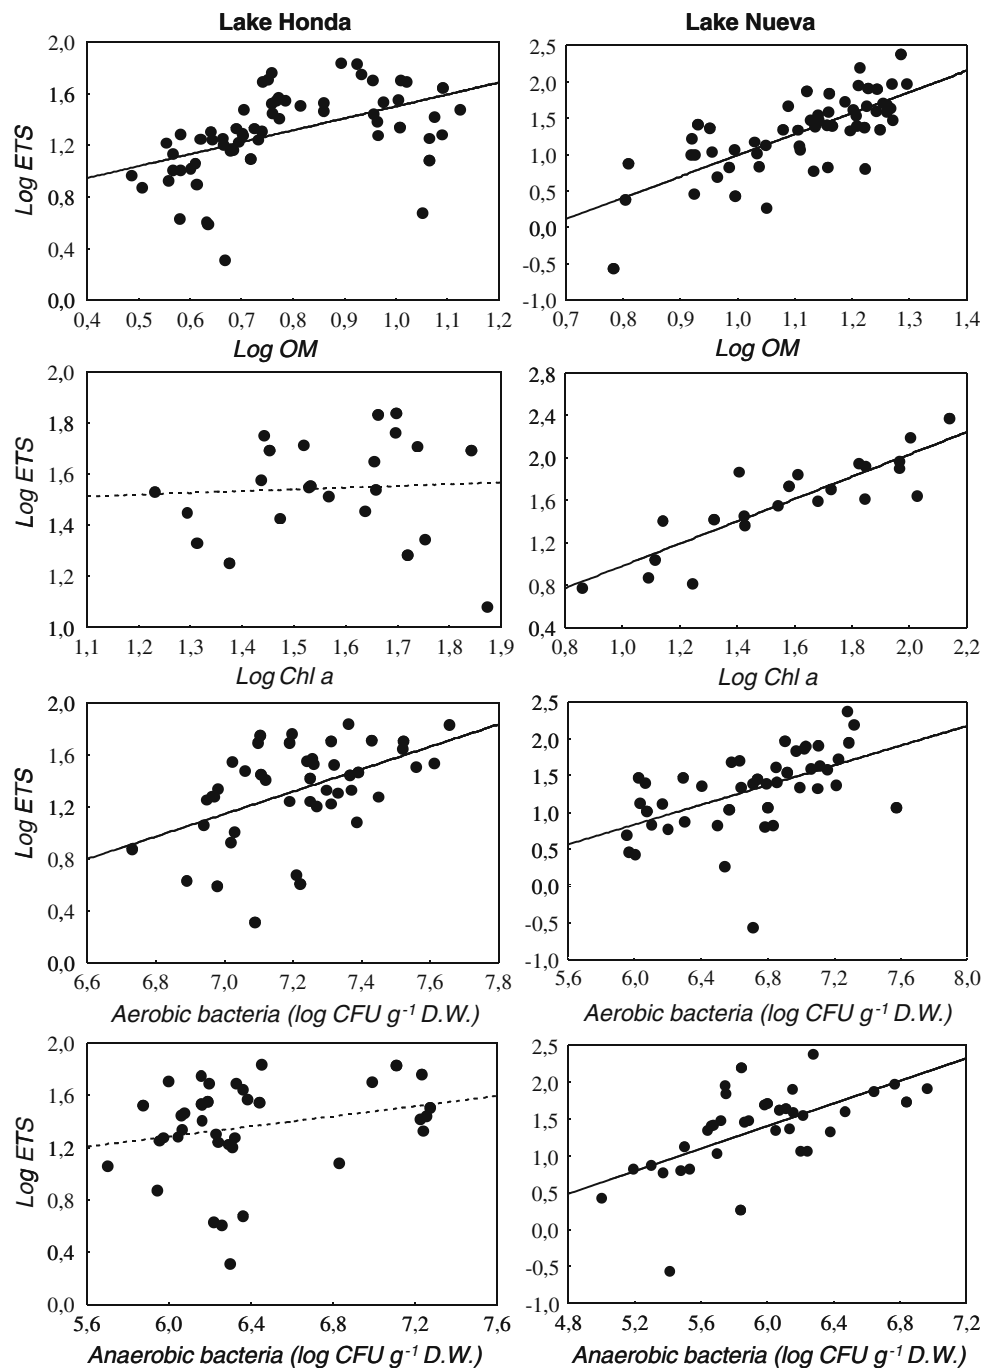 Lake Honda
Lake Nueva
Log ETS
2,0
1,6
1,2
0,8
0,4
0,0
0,4 0,5 0,6 0,7 0,8 0,9 1,0 1,1 1,2
Log OM
2,5
2,0
1,5
1,0
0,5
0,0
-0,5
-1,0
0,7 0,8 0,9 1,0 1,1 1,2 1,3 1,4
Log OM
Log ETS
2,0
1.8
1.6
1.4
1,2
1.0
1,1 1,3 1,4 1,5 1,6 1,7 1,8 1,9
Log Chl a
2,8
2,4
2,0
1,6
1,2
0,8
0,4
0,8 1,0 1,2 1,4 1,6 1,8 2,0 2,2
Log Chl a
Log ETS
2,0
1,6
1,2
0,8
0,4
0,0
6,6 6,8 7,0 7,2 7,4 7,6 7,8
Aerobic bacteria (log CFU g-1 D.W.)
2,5
2,0
1,5
1,0
0,5
0,0
-0,5
-1,0
5,6 6,0 6,4 6,8 7,2 7,6 8,0
Aerobic bacteria (log CFU g-1 D.W.)
Log ETS
2,0
1,6
1,2
0,8
0,4
0,0
5,6 6,0 6,4 6,8 7,2 7,6
Anaerobic bacteria (log CFU g-1 D.W.)
2,5
2,0
1,5
1,0
0,5
0,0
-0,5
-1,0
4,8 5,2 5,6 6,0 6,4 6,8 7,2
Anaerobic bacteria (log CFU g-1 D.W.)